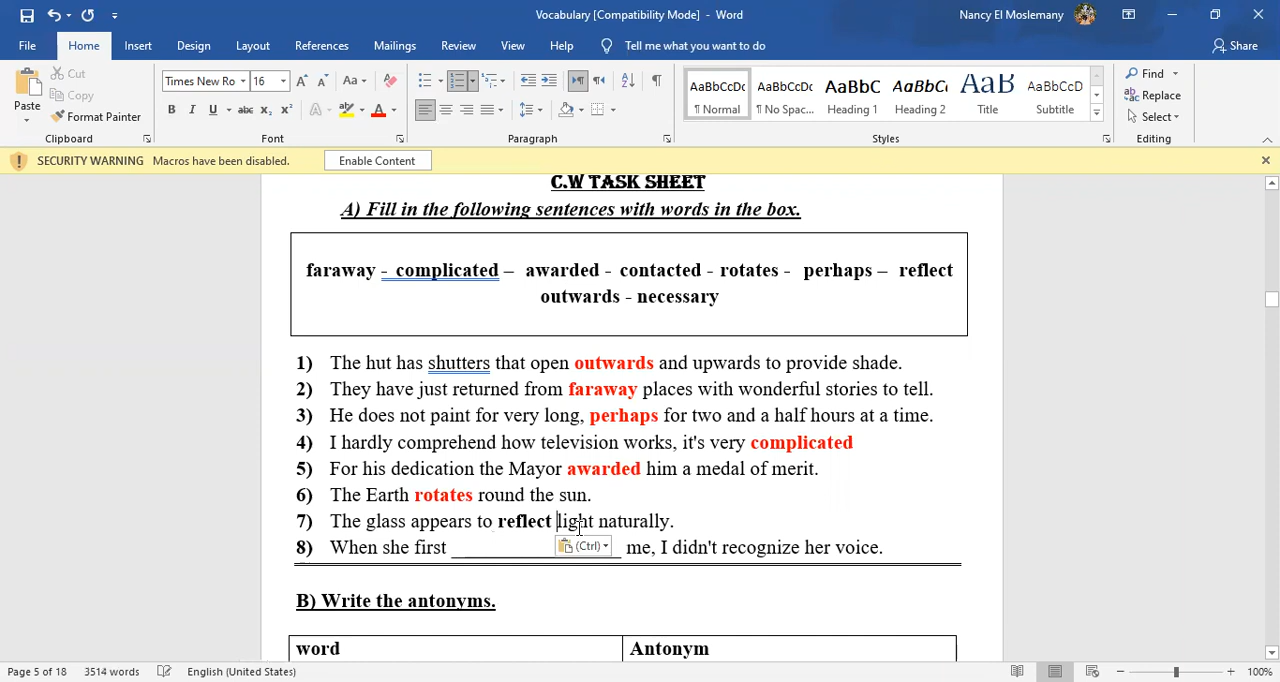 Vocabulary [Compatibility Mode] - Word
Nancy El Moslemany
File Home Insert Design Layout References Mailings Review View Help Tell me what you want to do Share
Paste
Cut
Copy
Format Painter
Clipboard
Times New Ro 16
Font
Paragraph
AaBbCcDc ¶ Normal
AaBbCcDc ¶ No Spac...
AaBbCc Heading 1
AaBbCc Heading 2
AaB Title
AaBbCcD Subtitle
Styles
Find
Replace
Select
Editing
SECURITY WARNING Macros have been disabled. Enable Content
C.W TASK SHEET
A) Fill in the following sentences with words in the box.
faraway - complicated – awarded - contacted - rotates - perhaps – reflect
outwards - necessary
1) The hut has shutters that open outwards and upwards to provide shade.
2) They have just returned from faraway places with wonderful stories to tell.
3) He does not paint for very long, perhaps for two and a half hours at a time.
4) I hardly comprehend how television works, it's very complicated
5) For his dedication the Mayor awarded him a medal of merit.
6) The Earth rotates round the sun.
7) The glass appears to reflect light naturally.
(Ctrl)
8) When she first _________________ me, I didn't recognize her voice.
B) Write the antonyms.
word Antonym
Page 5 of 18 3514 words English (United States) 100%